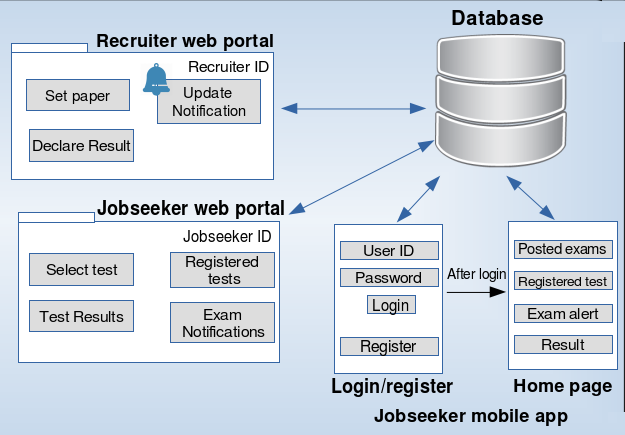 Database
Recruiter web portal
Recruiter ID
Set paper
Update
Notification
Declare Result
Jobseeker web portal
Jobseeker ID
Select test
Registered
tests
Test Results
Exam
Notifications
User ID
Password
Login
Register
Login/register
After login
Posted exams
Registered test
Exam alert
Result
Home page
Jobseeker mobile app